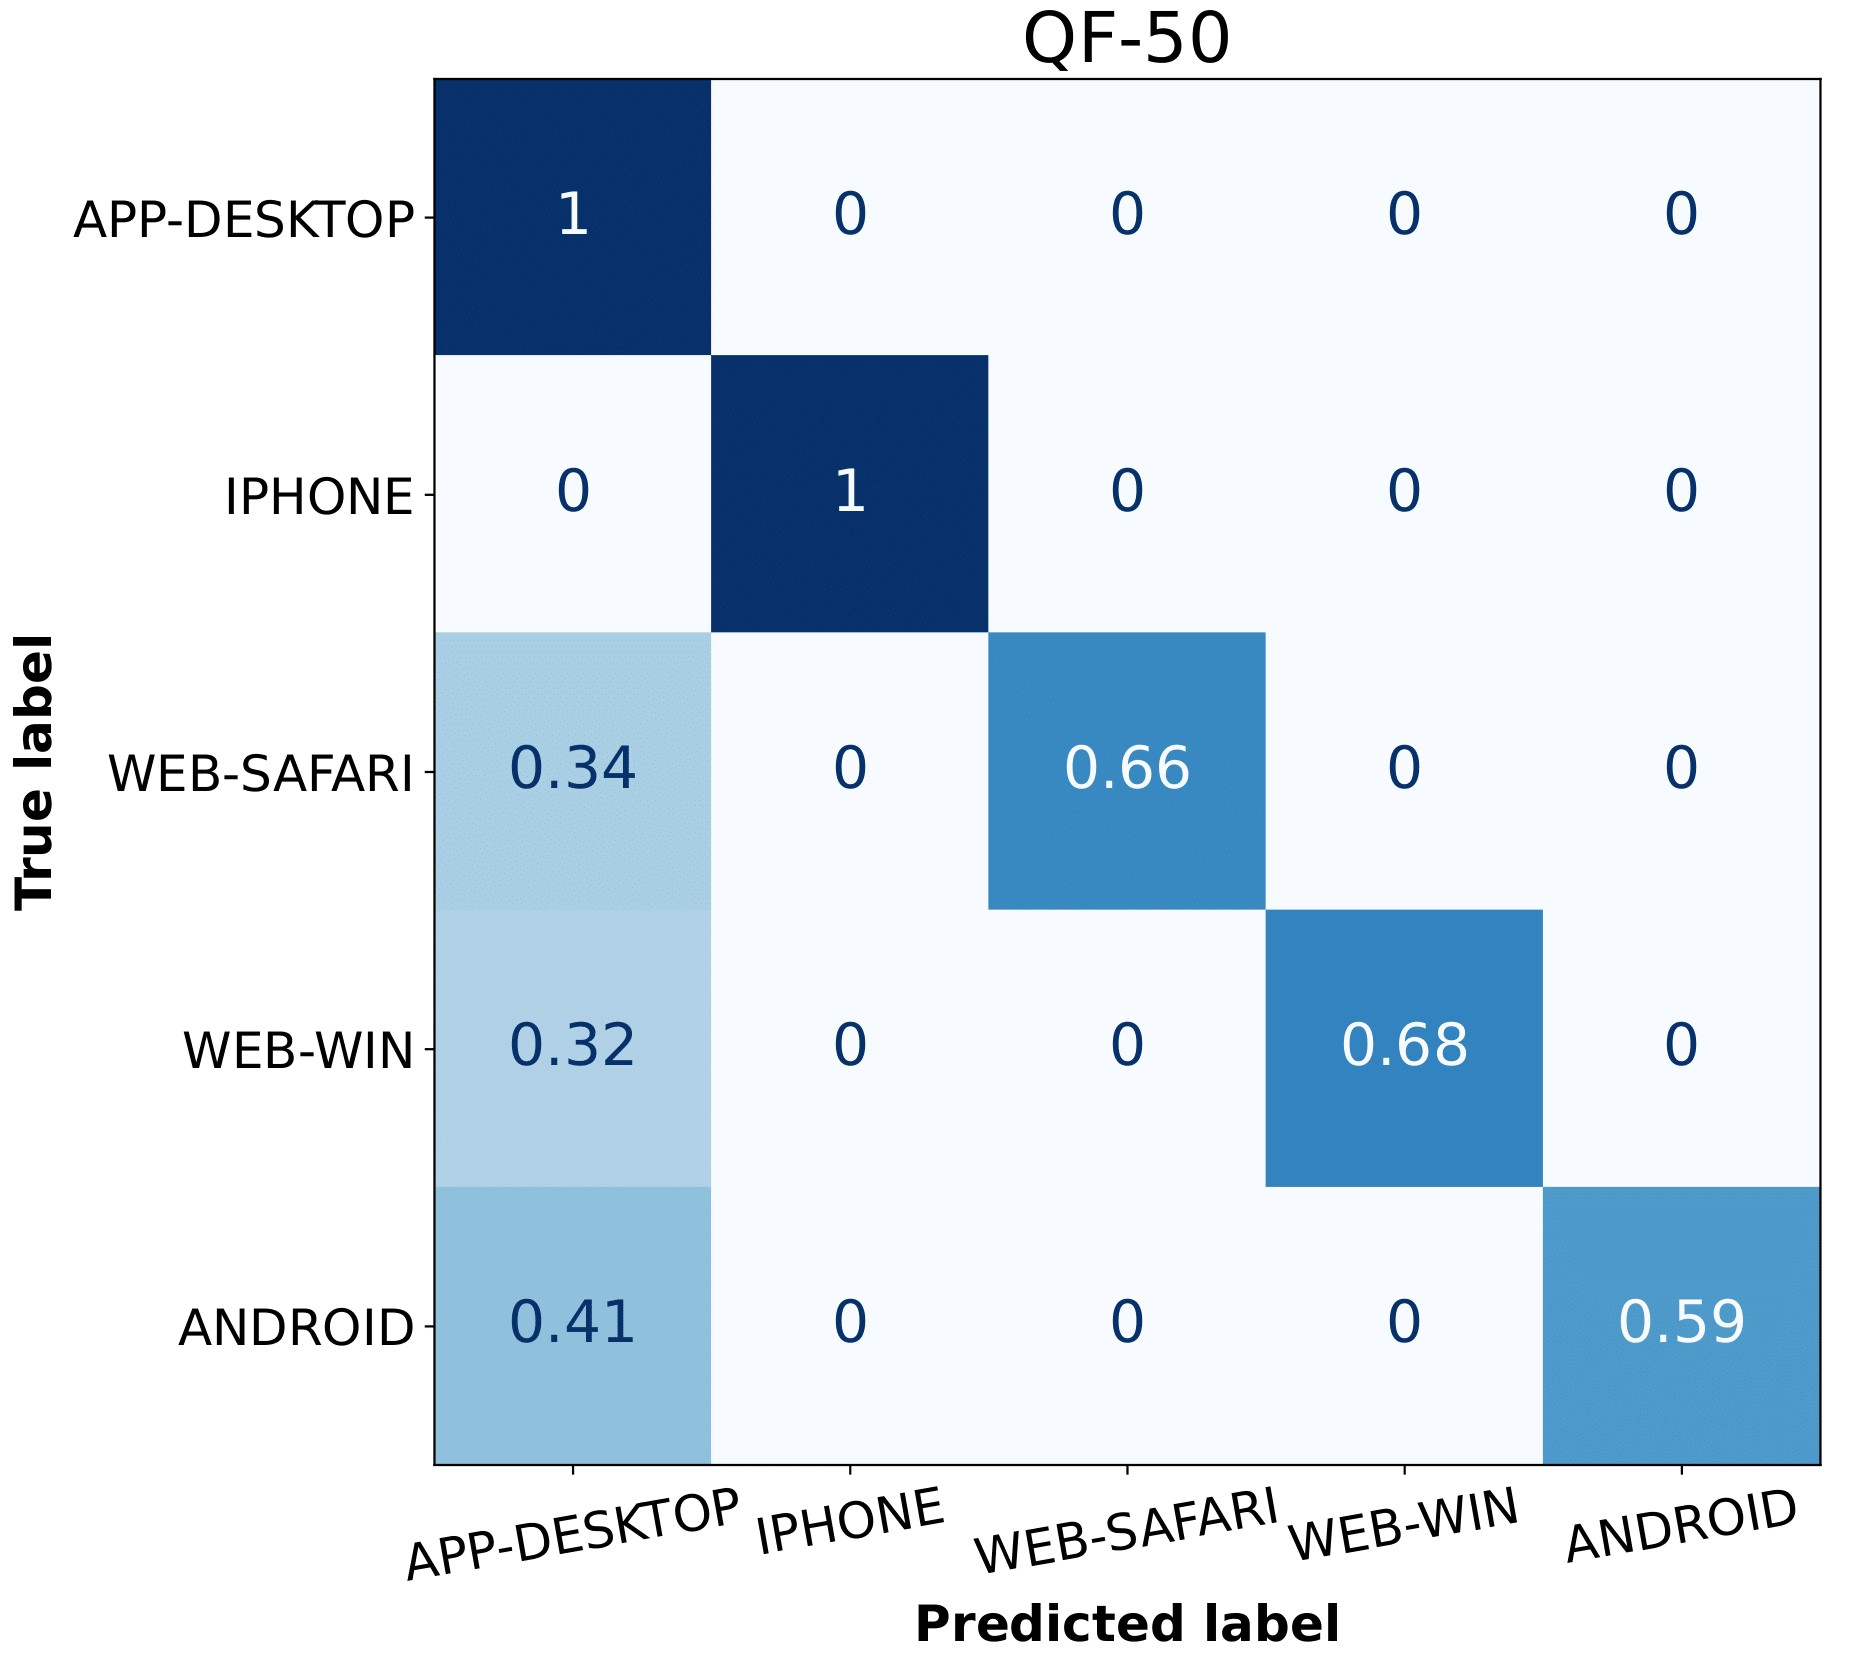 QF-50
True label
APP-DESKTOP 1 0 0 0 0
IPHONE 0 1 0 0 0
WEB-SAFARI 0.34 0 0.66 0 0
WEB-WIN 0.32 0 0 0.68 0
ANDROID 0.41 0 0 0 0.59
APP-DESKTOP IPHONE WEB-SAFARI WEB-WIN ANDROID
Predicted label